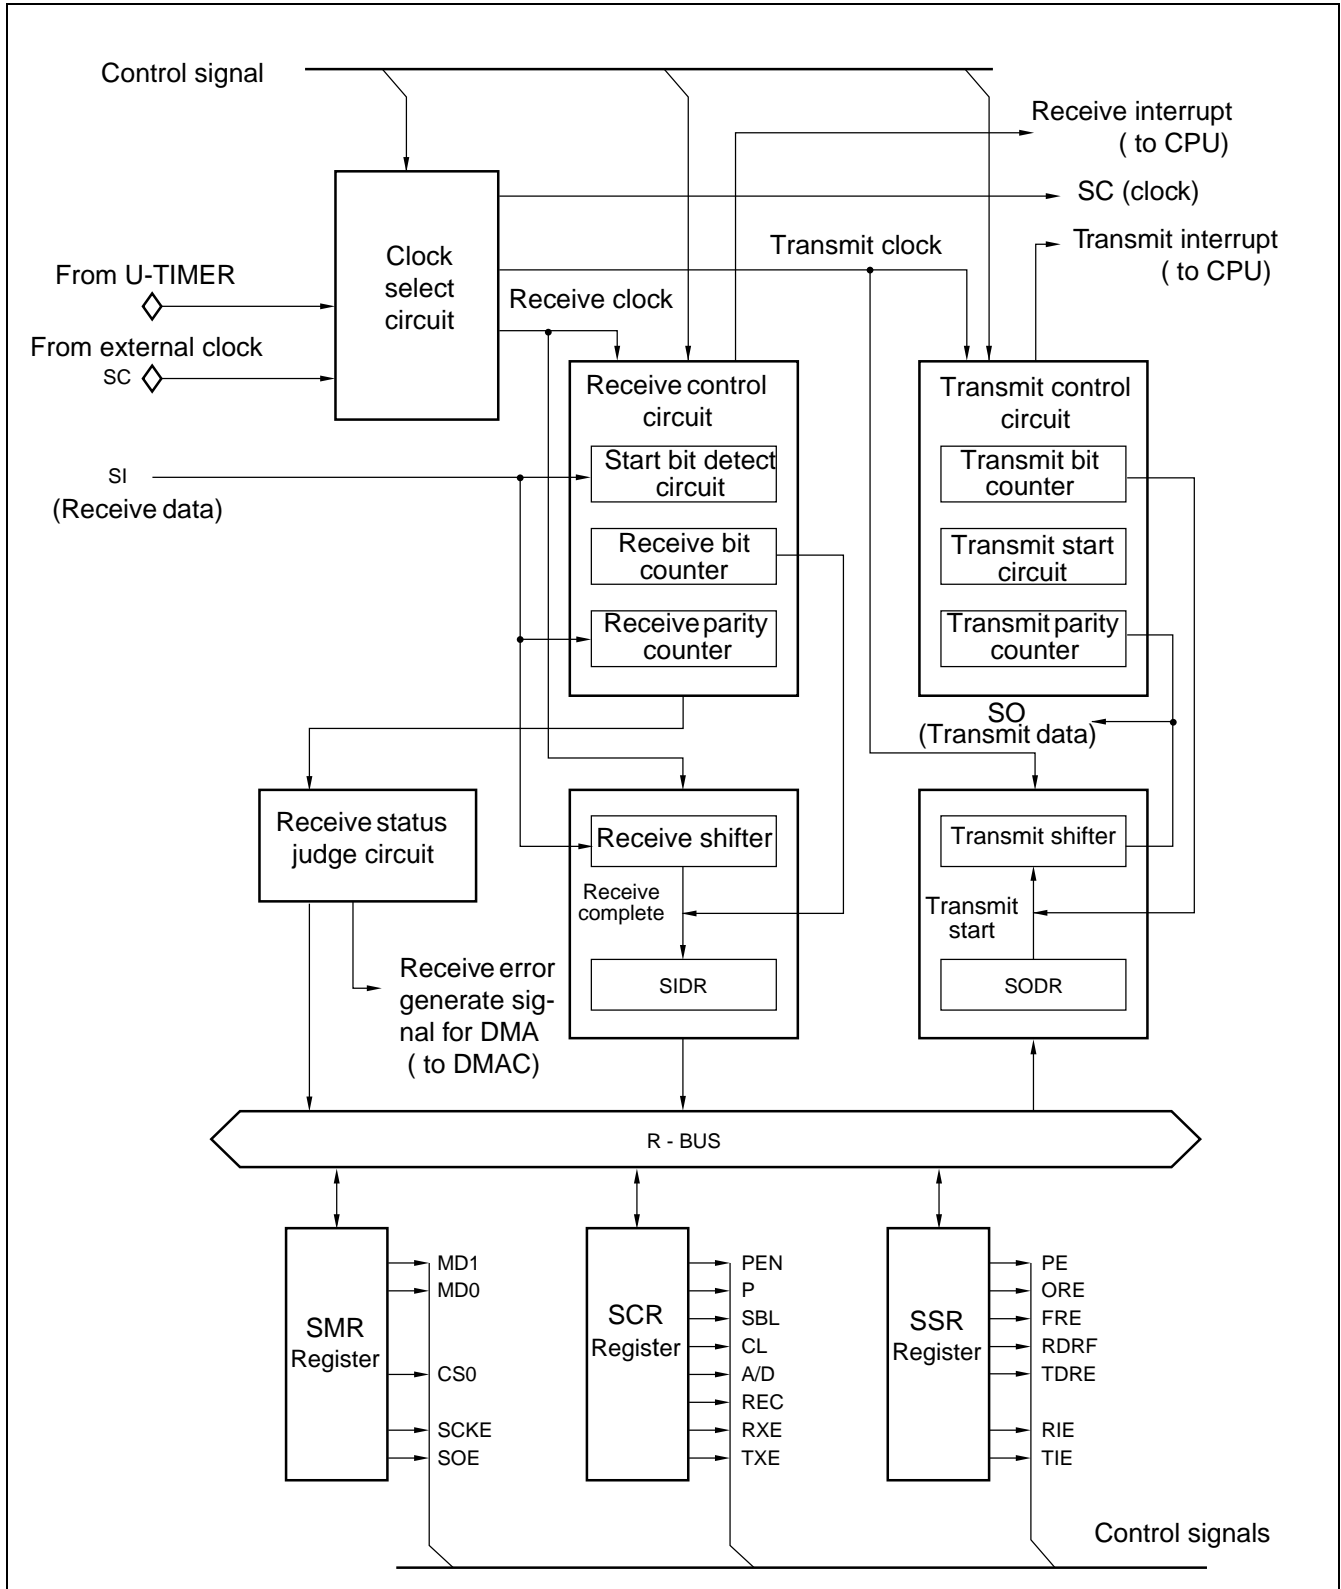 Control signal
Receive interrupt
( to CPU)
SC (clock)
Transmit clock
Transmit interrupt
( to CPU)
Clock
select
circuit
From U-TIMER
Receive clock
From external clock
SC
Receive control
circuit
Start bit detect
circuit
Receive bit
counter
Receive parity
counter
Transmit control
circuit
Transmit bit
counter
Transmit start
circuit
Transmit parity
counter
SI
(Receive data)
SO
(Transmit data)
Receive status
judge circuit
Receive shifter
Receive
complete
SIDR
Transmit shifter
Transmit
start
SODR
Receive error
generate sig-
nal for DMA
( to DMAC)
R - BUS
SMR
Register
MD1
MD0
CS0
SCKE
SOE
SCR
Register
PEN
P
SBL
CL
A/D
REC
RXE
TXE
SSR
Register
PE
ORE
FRE
RDRF
TDRE
RIE
TIE
Control signals